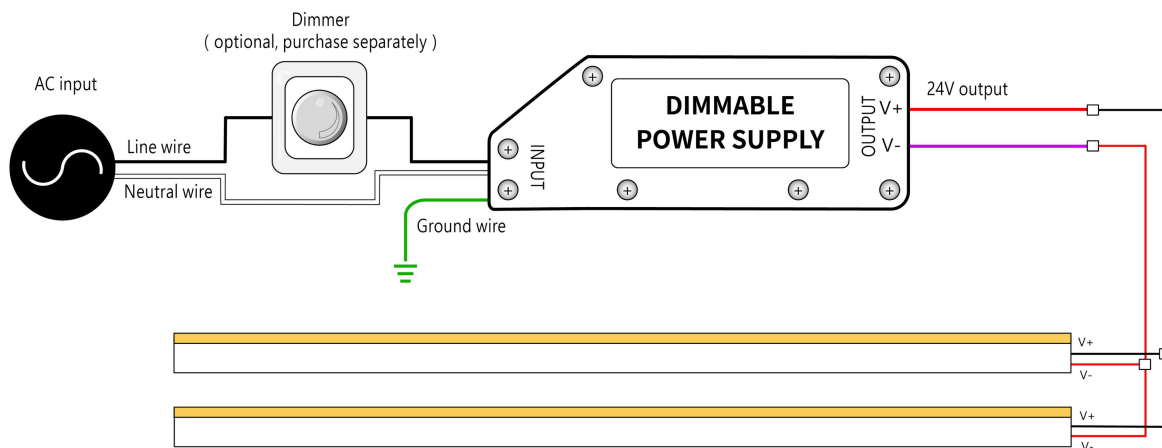 Dimmer
( optional, purchase separately )
AC input
Line wire
Neutral wire
Ground wire
INPUT
DIMMABLE
POWER SUPPLY
OUTPUT
V+
V-
24V output
V+
V-
V+
V-